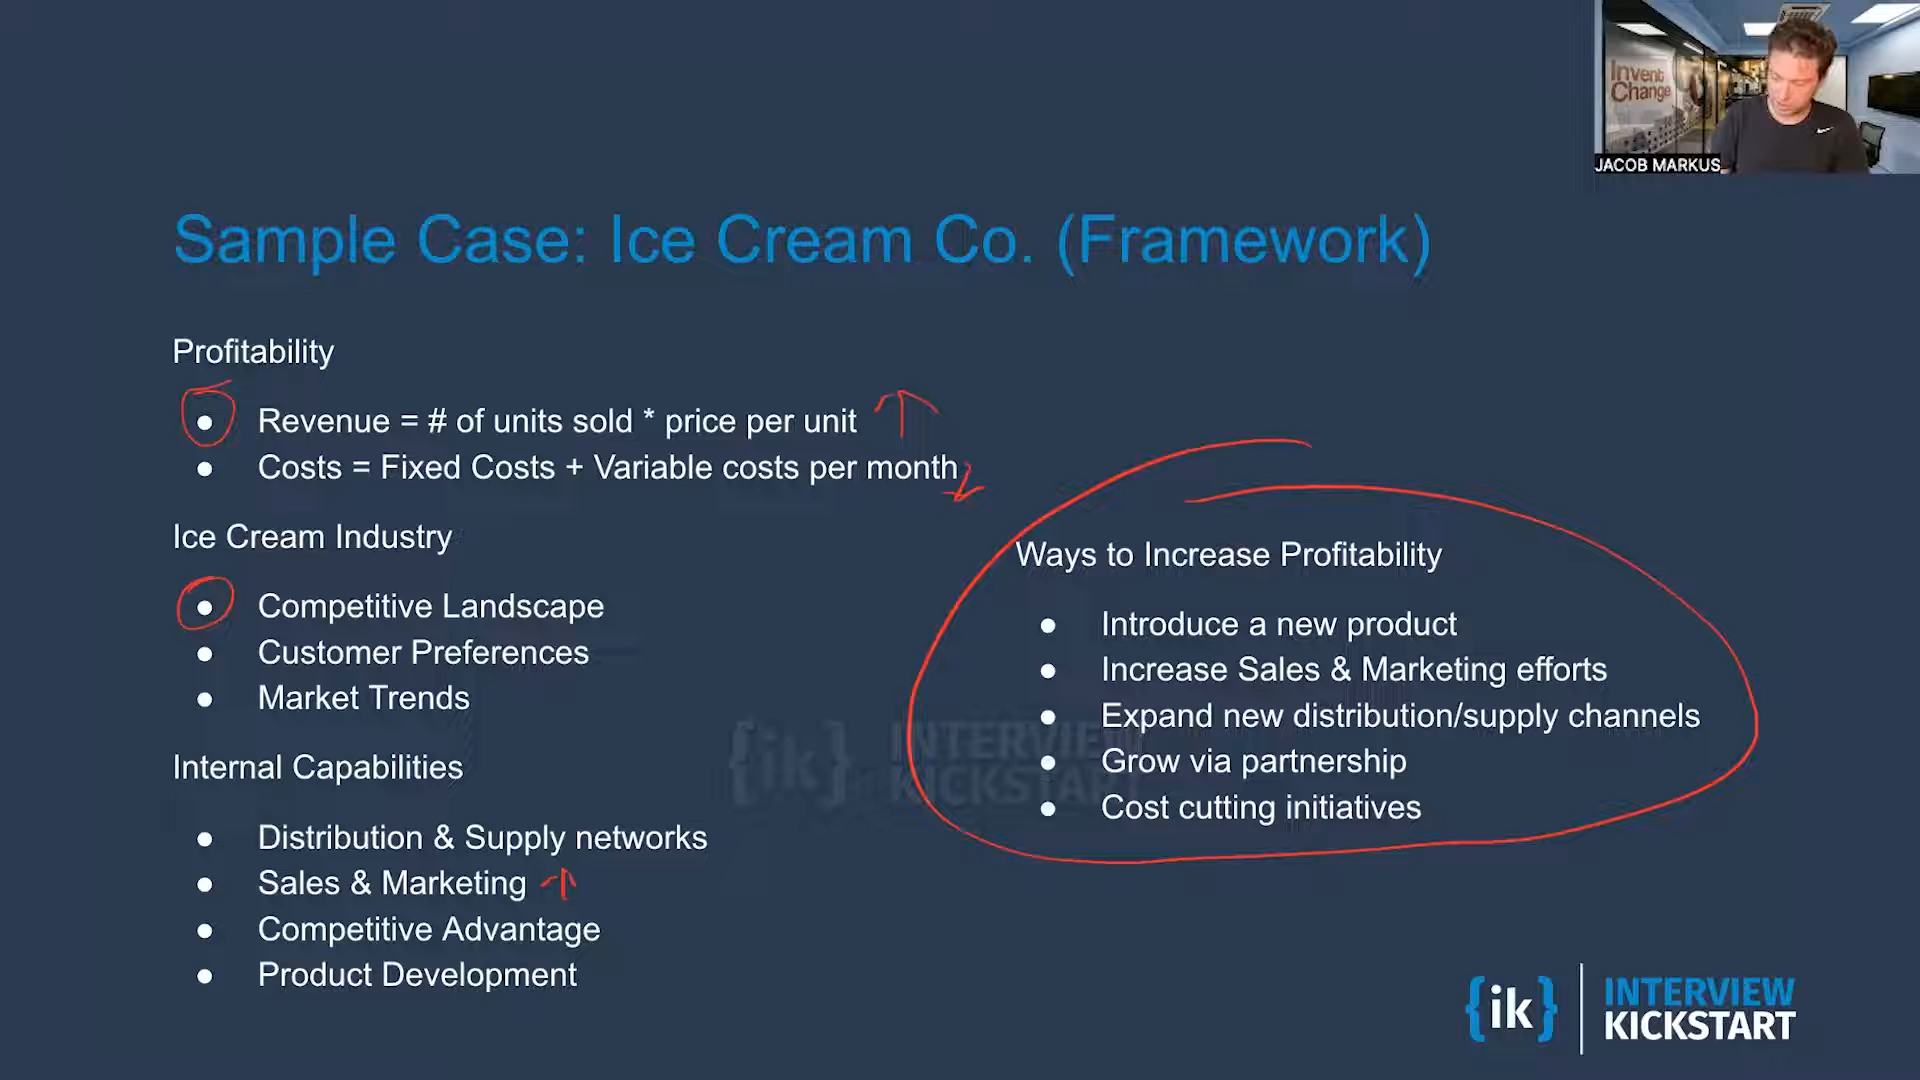 Invent
Change
JACOB MARKUS
Sample Case: Ice Cream Co. (Framework)
Profitability
● Revenue = # of units sold * price per unit
● Costs = Fixed Costs + Variable costs per month
Ice Cream Industry
● Competitive Landscape
● Customer Preferences
● Market Trends
Internal Capabilities
● Distribution & Supply networks
● Sales & Marketing
● Competitive Advantage
● Product Development
Ways to Increase Profitability
● Introduce a new product
● Increase Sales & Marketing efforts
● Expand new distribution/supply channels
● Grow via partnership
● Cost cutting initiatives
{ik} INTERVIEW
KICKSTART
{ik} INTERVIEW
KICKSTART